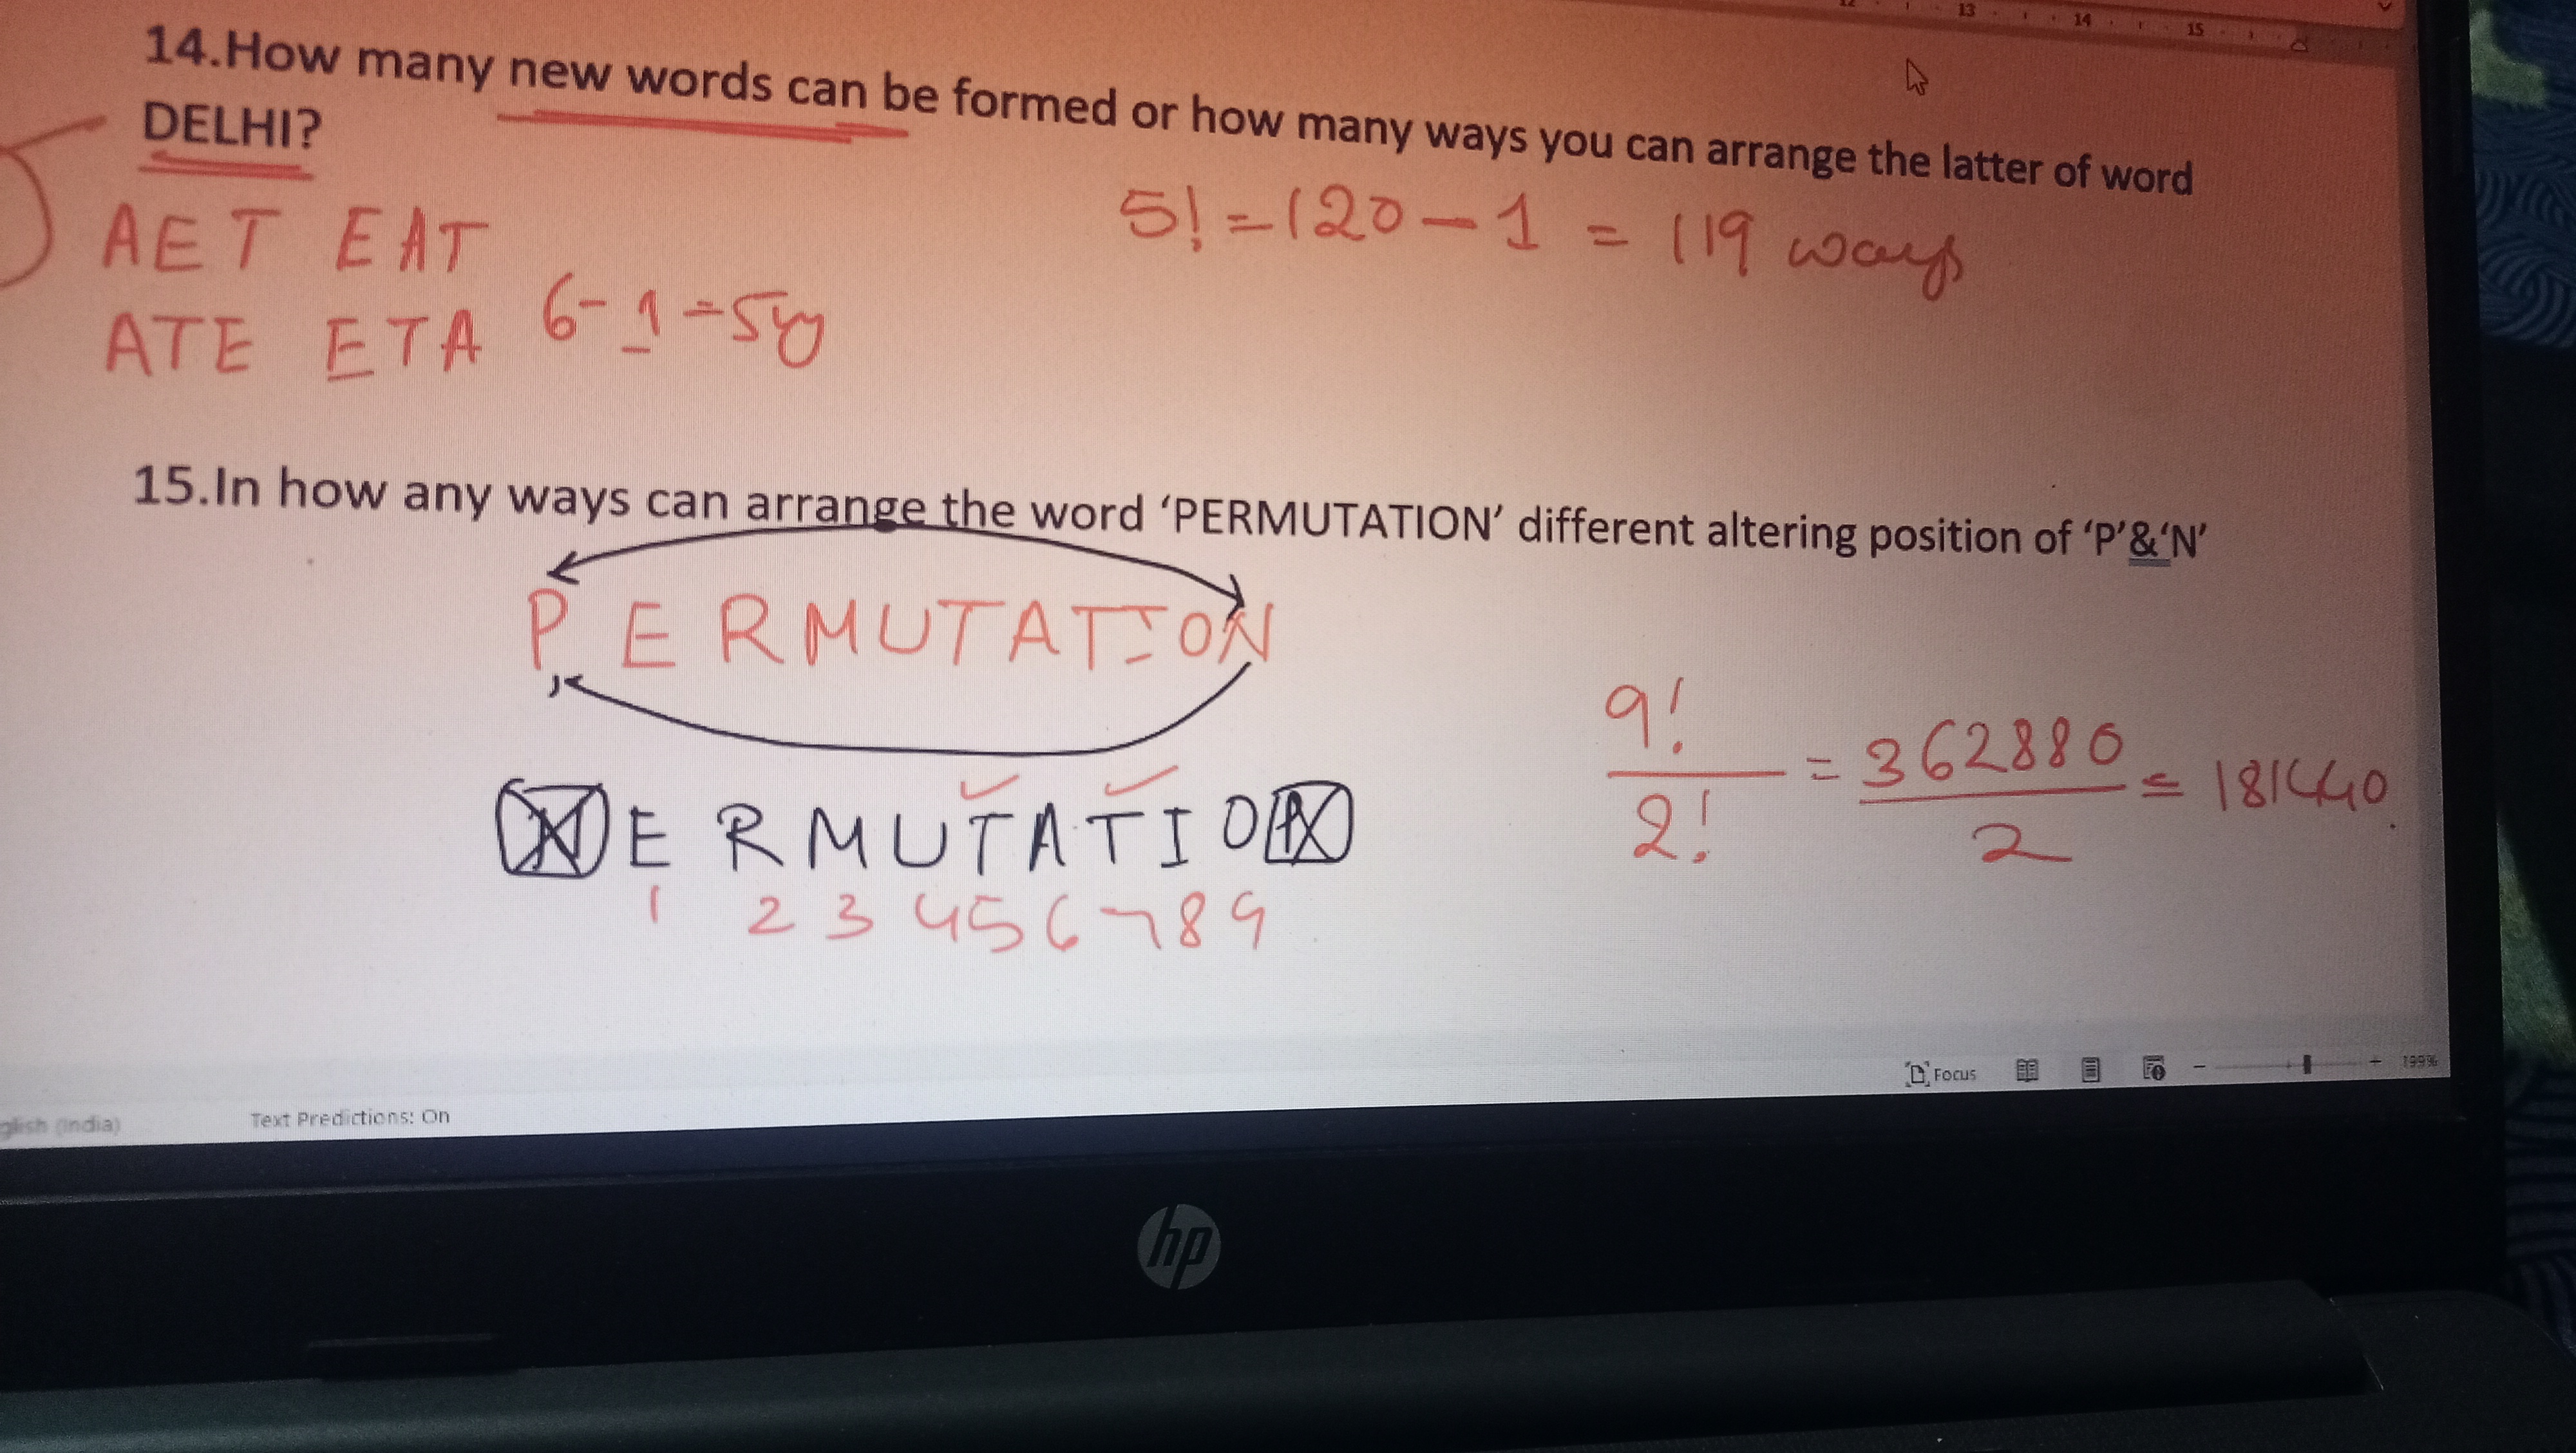 12 13 14 15
14.How many new words can be formed or how many ways you can arrange the latter of word
DELHI?
5! = 120 - 1 = 119 ways
AET EAT
ATE ETA 6-1=5
15.In how any ways can arrange the word ‘PERMUTATION’ different altering position of ‘p’&‘N’
PERMUTATION
9!
2!
= 362880
2
= 181440
ERMUTATIO
1 2 3 4 5 6 7 8 9
glish (India)
Text Predictions: On
Focus
- + 199%
hp